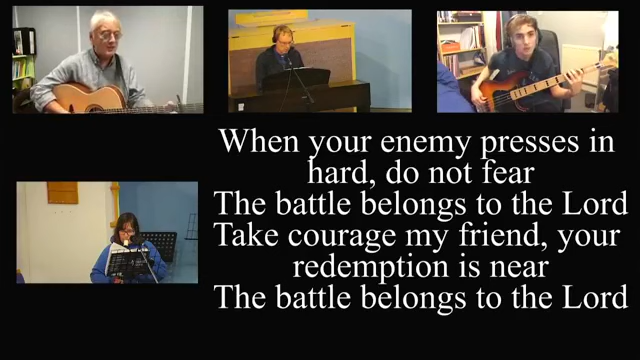 When your enemy presses in
hard, do not fear
The battle belongs to the Lord
Take courage my friend, your
redemption is near
The battle belongs to the Lord